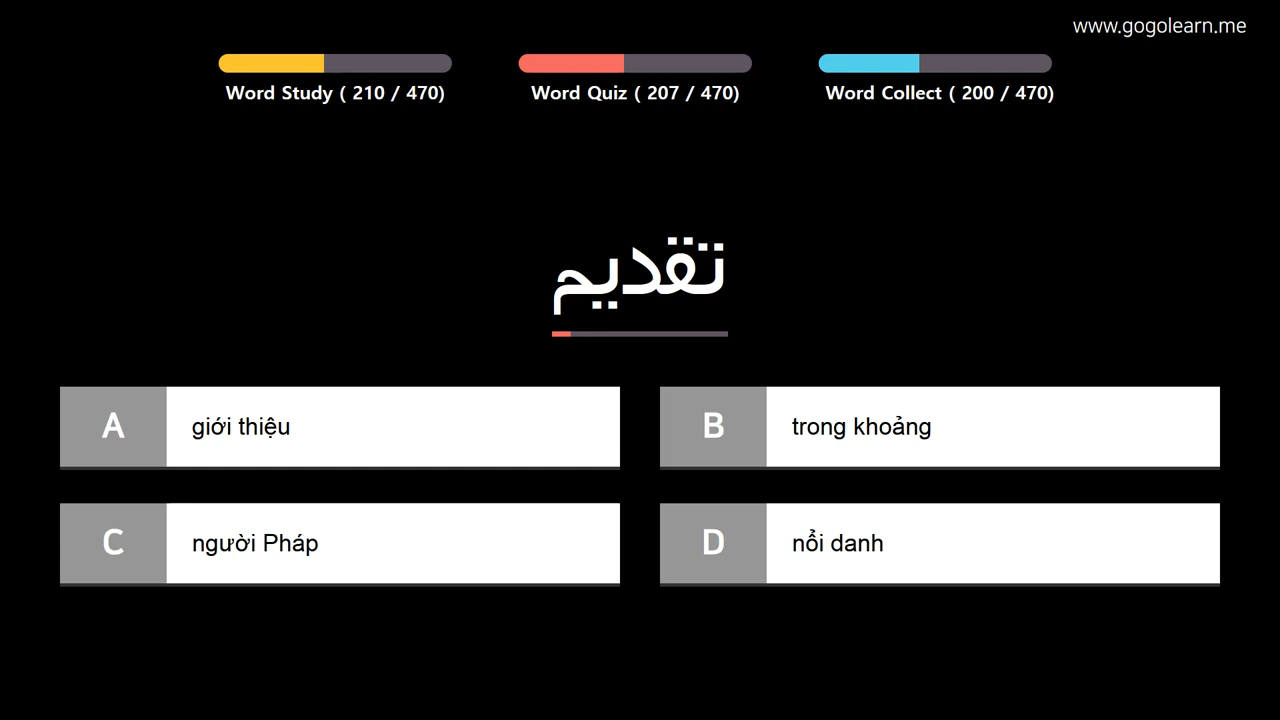 www.gogolearn.me
Word Study ( 210 / 470)
Word Quiz ( 207 / 470)
Word Collect ( 200 / 470)
تقديم
A giới thiệu
B trong khoảng
C người Pháp
D nổi danh